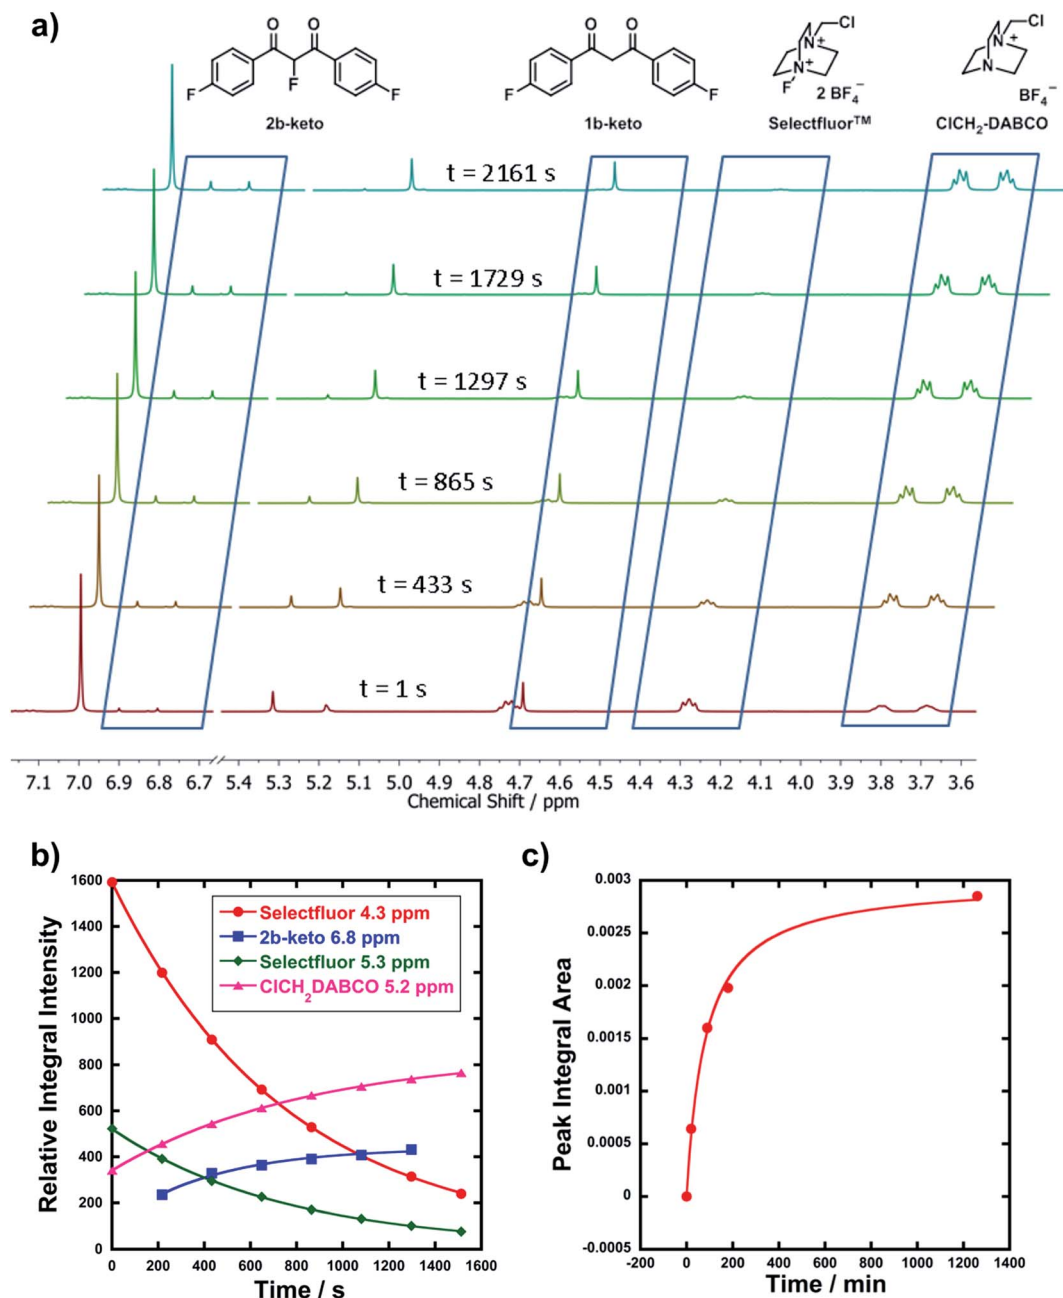 a)
O O Cl
F F F
2b-keto
O O
F F
1b-keto
N+ Cl
N+ F
2 BF4−
Selectfluor™
N+ Cl
N
BF4−
ClCH2-DABCO
t = 2161 s
t = 1729 s
t = 1297 s
t = 865 s
t = 433 s
t = 1 s
7.1 7.0 6.9 6.8 6.7 5.4 5.3 5.2 5.1 5.0 4.9 4.8 4.7 4.6 4.5 4.4 4.3 4.2 4.1 4.0 3.9 3.8 3.7 3.6
Chemical Shift / ppm
b)
Relative Integral Intensity
1600
1400
1200
1000
800
600
400
200
0
Selectfluor 4.3 ppm
2b-keto 6.8 ppm
Selectfluor 5.3 ppm
ClCH2DABCO 5.2 ppm
0 200 400 600 800 1000 1200 1400 1600
Time / s
c)
Peak Integral Area
0.003
0.0025
0.002
0.0015
0.001
0.0005
0
-0.0005
-200 0 200 400 600 800 1000 1200 1400
Time / min